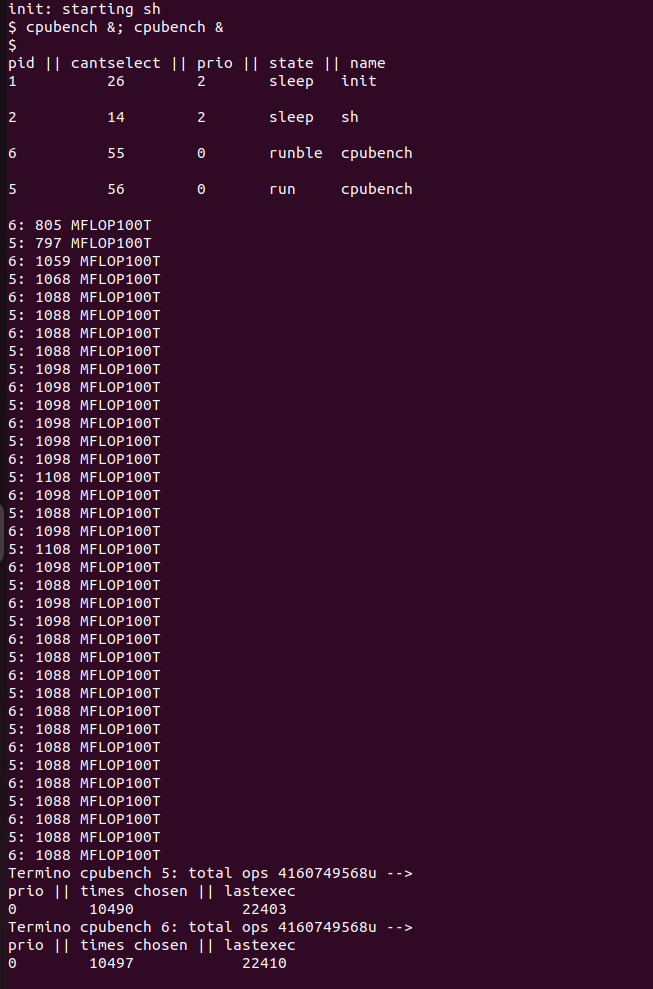 init: starting sh
$ cpubench &; cpubench &
$
pid || cantselect || prio || state || name
1 26 2 sleep init
2 14 2 sleep sh
6 55 0 runble cpubench
5 56 0 run cpubench
6: 805 MFLOP100T
5: 797 MFLOP100T
6: 1059 MFLOP100T
5: 1068 MFLOP100T
6: 1088 MFLOP100T
5: 1088 MFLOP100T
6: 1088 MFLOP100T
5: 1088 MFLOP100T
5: 1098 MFLOP100T
6: 1098 MFLOP100T
5: 1098 MFLOP100T
6: 1098 MFLOP100T
5: 1098 MFLOP100T
6: 1098 MFLOP100T
5: 1108 MFLOP100T
6: 1098 MFLOP100T
5: 1088 MFLOP100T
6: 1098 MFLOP100T
5: 1108 MFLOP100T
6: 1098 MFLOP100T
5: 1088 MFLOP100T
6: 1098 MFLOP100T
5: 1098 MFLOP100T
6: 1088 MFLOP100T
5: 1088 MFLOP100T
6: 1088 MFLOP100T
5: 1088 MFLOP100T
6: 1088 MFLOP100T
5: 1088 MFLOP100T
6: 1088 MFLOP100T
5: 1088 MFLOP100T
6: 1088 MFLOP100T
5: 1088 MFLOP100T
6: 1088 MFLOP100T
5: 1088 MFLOP100T
6: 1088 MFLOP100T
Termino cpubench 5: total ops 4160749568u -->
prio || times chosen || lastexec
0 10490 22403
Termino cpubench 6: total ops 4160749568u -->
prio || times chosen || lastexec
0 10497 22410